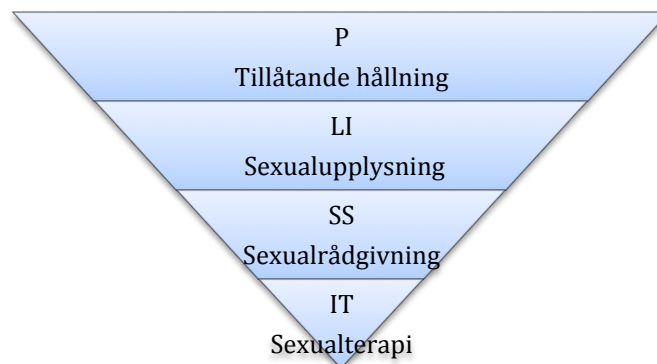 P
Tillåtande hållning
LI
Sexualupplysning
SS
Sexualrådgivning
IT
Sexualterapi